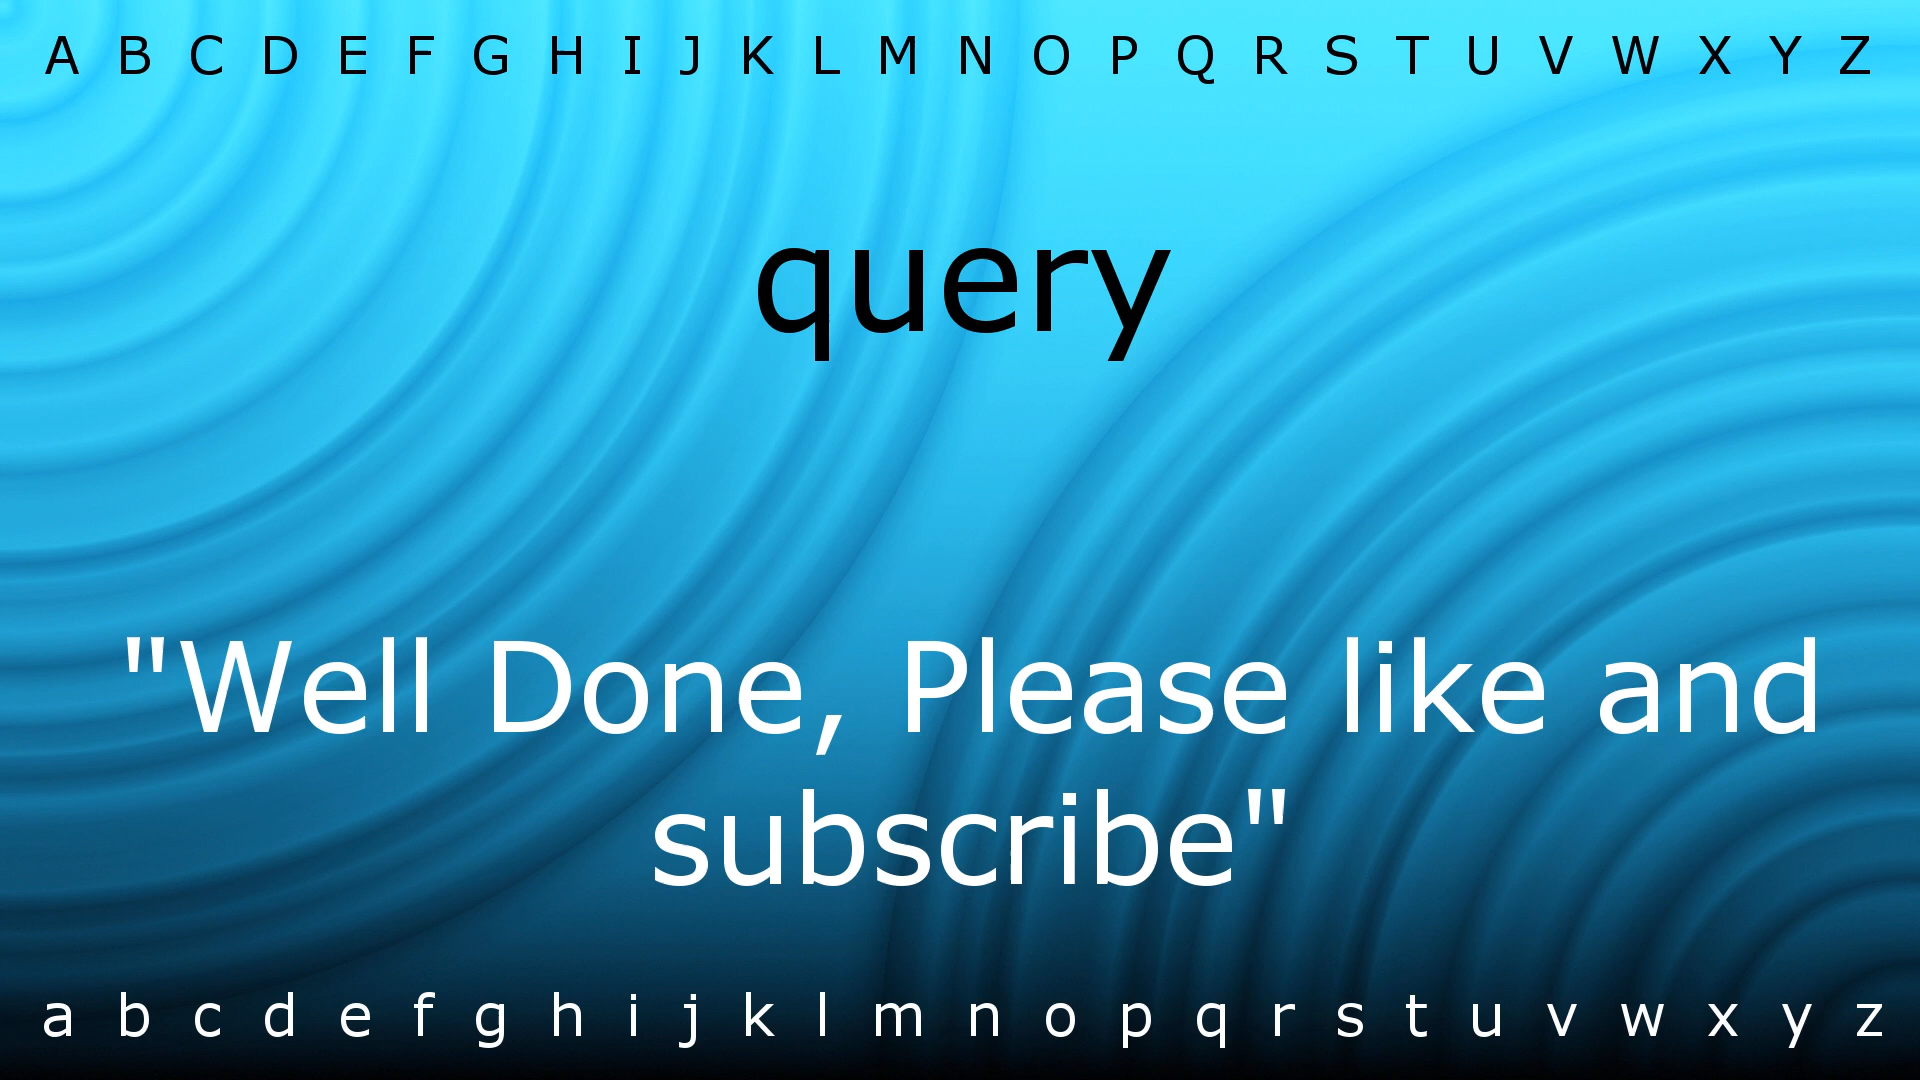 A B C D E F G H I J K L M N O P Q R S T U V W X Y Z
query
"Well Done, Please like and
subscribe"
a b c d e f g h i j k l m n o p q r s t u v w x y z